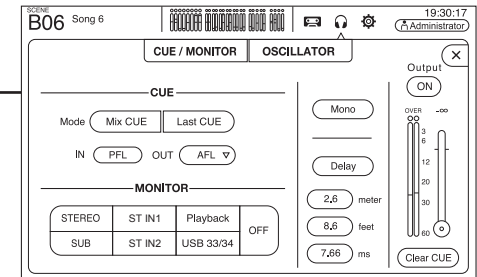 SCENE
B06 Song 6
19:30:17
Administrator
CUE / MONITOR OSCILLATOR
×
Output
ON
CUE
Mode Mix CUE Last CUE
IN PFL OUT AFL
MONITOR
STEREO ST IN1 Playback OFF
SUB ST IN2 USB 33/34
Mono
Delay
2.6 meter
8.6 feet
7.66 ms
OVER -∞
3
6
12
20
30
60
Clear CUE